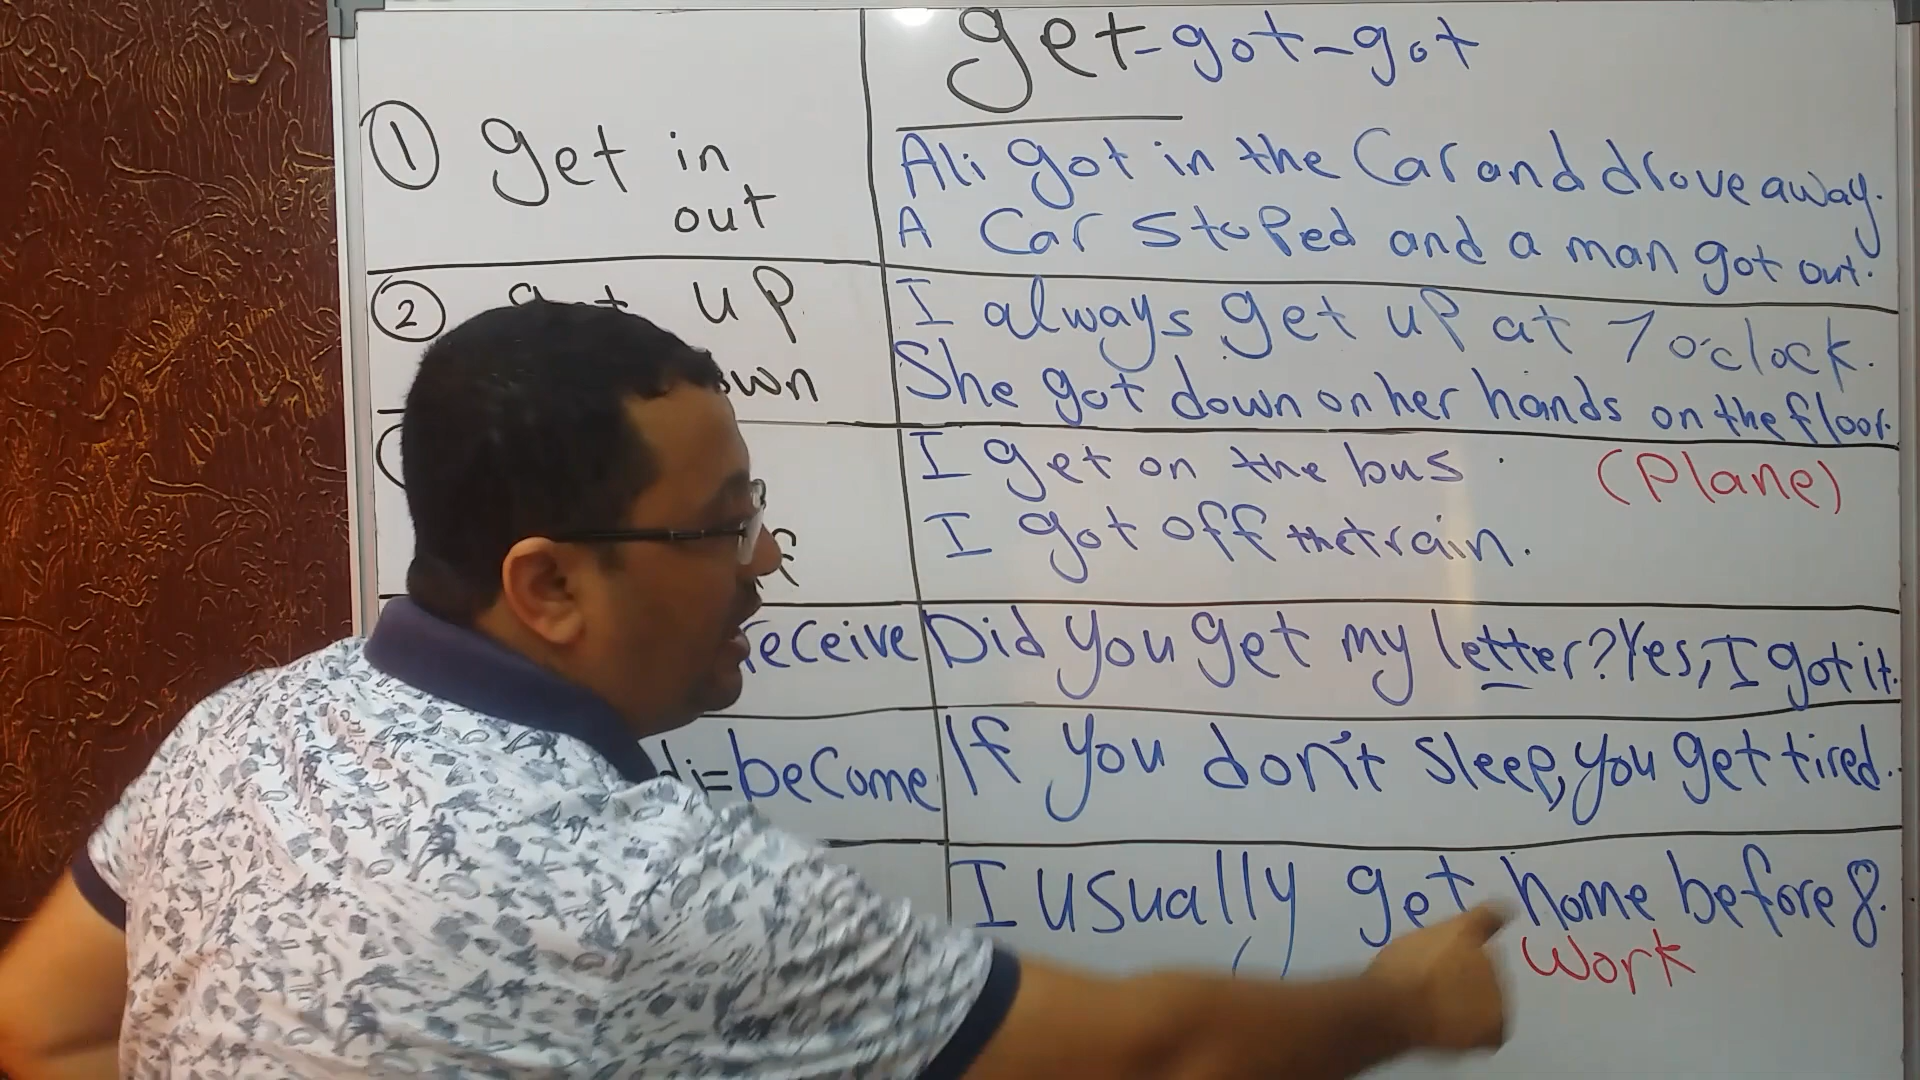 get-got-got
① get in
out
Ali got in the Car and drove away.
A Car stoped and a man got out.
② get up
I always get up at 7 o'clock.
She got down on her hands on the floor.
I get on the bus. (Plane)
I got off the train.
receive
Did you get my letter? Yes, I got it.
=become
If you don't sleep, you get tired.
I usually get home before 8.
work